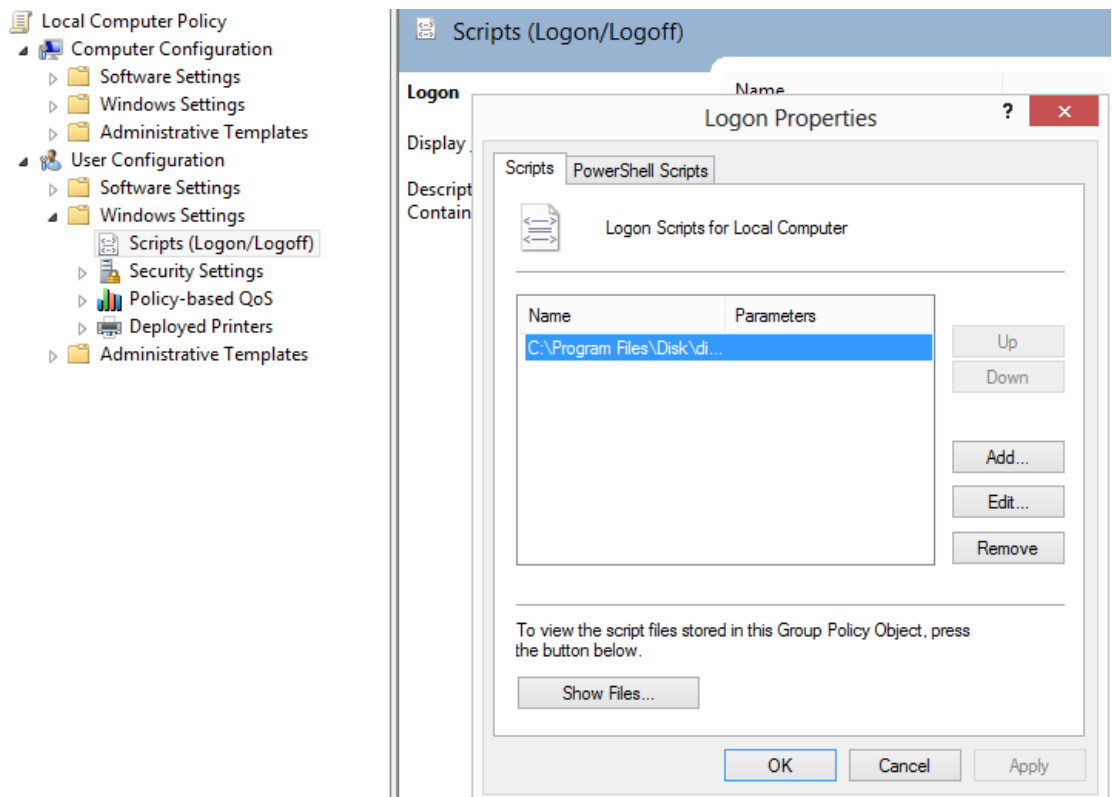 Local Computer Policy
Computer Configuration
Software Settings
Windows Settings
Administrative Templates
User Configuration
Software Settings
Windows Settings
Scripts (Logon/Logoff)
Security Settings
Policy-based QoS
Deployed Printers
Administrative Templates
Scripts (Logon/Logoff)
Logon
Name
Display
Descript
Contain
Logon Properties
?
Scripts
PowerShell Scripts
Logon Scripts for Local Computer
Name Parameters
C:\Program Files\Disk\di...
Up
Down
Add...
Edit...
Remove
To view the script files stored in this Group Policy Object, press
the button below.
Show Files...
OK Cancel Apply